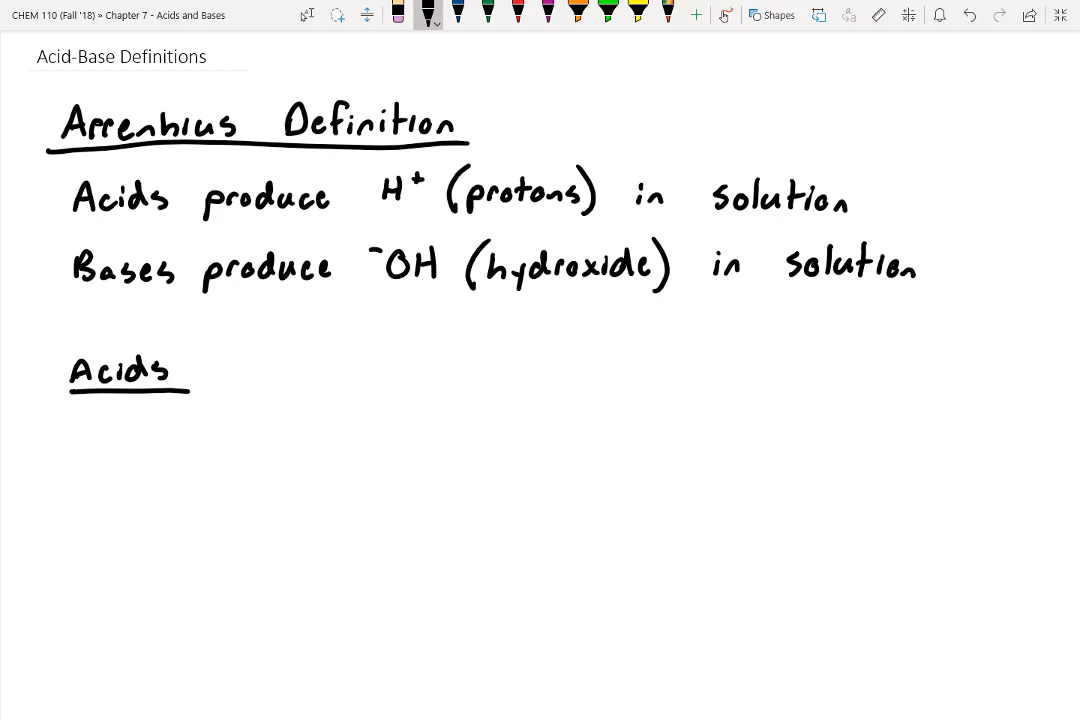 CHEM 110 (Fall '18) » Chapter 7 - Acids and Bases
Shapes
Acid-Base Definitions
Arrenhius Definition
Acids produce H⁺ (protons) in solution
Bases produce ⁻OH (hydroxide) in solution
Acids